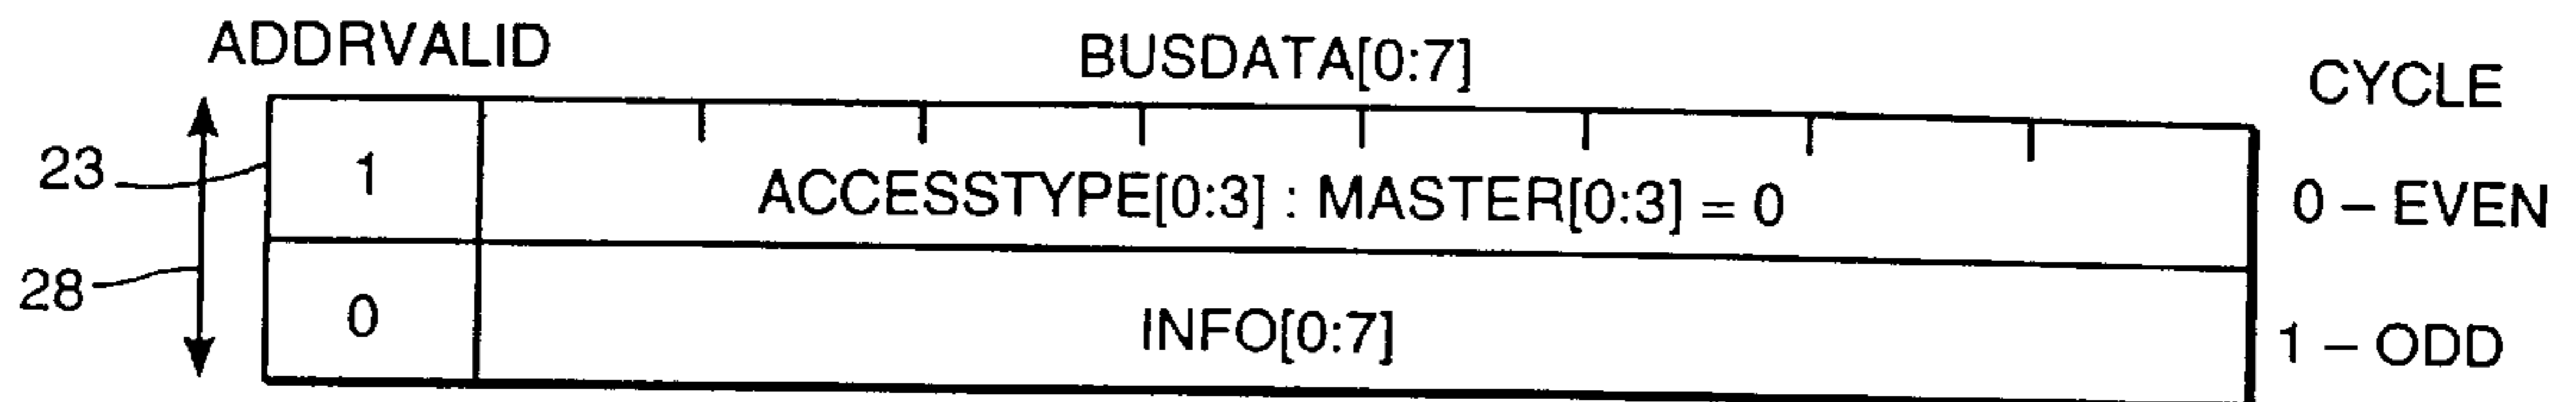 ADDRVALID BUSDATA[0:7] CYCLE
23 1 ACCESSTYPE[0:3] : MASTER[0:3] = 0 0 – EVEN
28 0 INFO[0:7] 1 – ODD